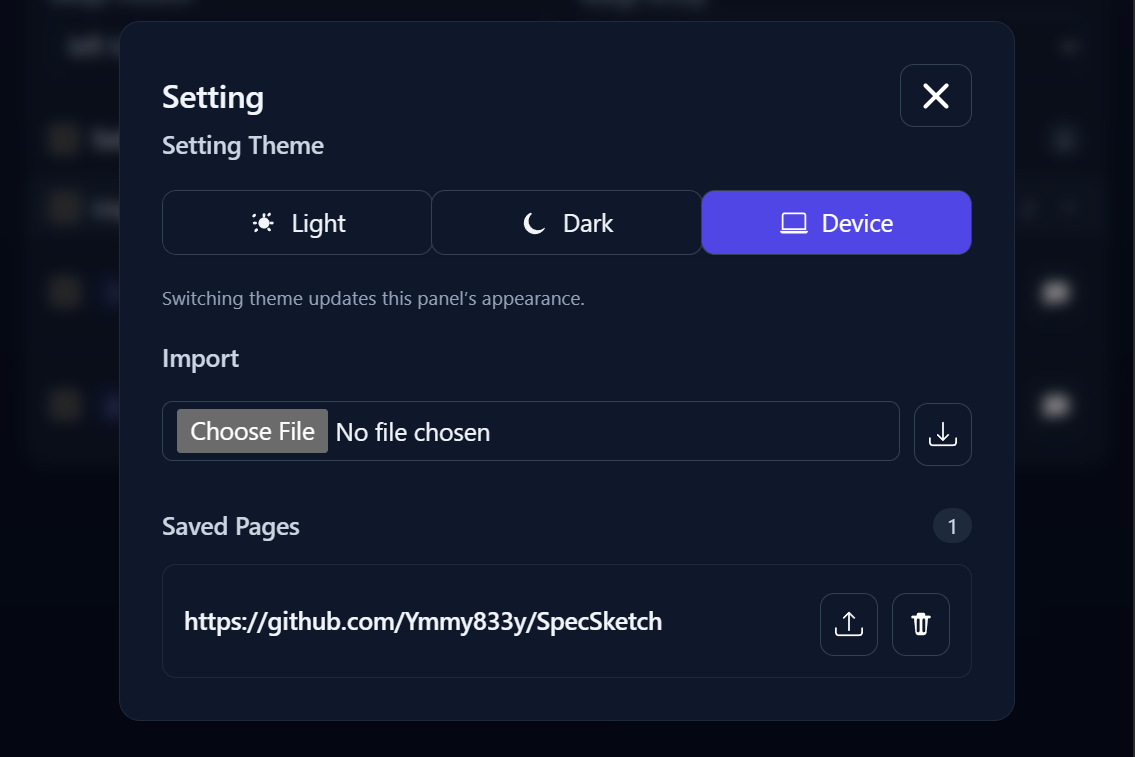 Setting
Setting Theme
Light
Dark
Device
Switching theme updates this panel’s appearance.
Import
Choose File No file chosen
Saved Pages
1
https://github.com/Ymmy833y/SpecSketch